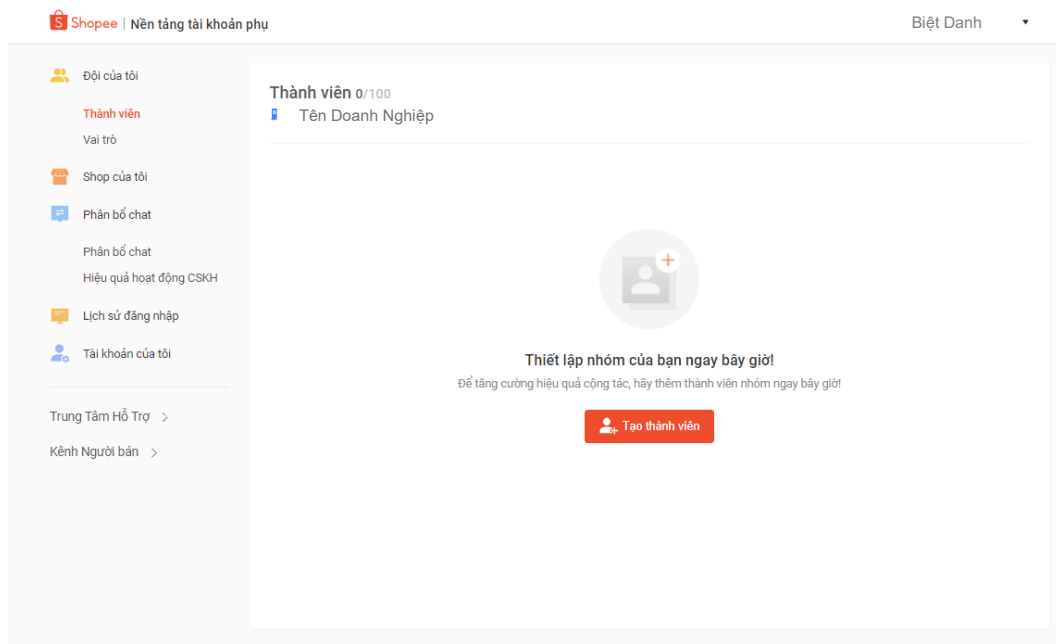 Shopee | Nền tảng tài khoản phụ
Biệt Danh
Đội của tôi
Thành viên
Vai trò
Shop của tôi
Phân bổ chat
Phân bổ chat
Hiệu quả hoạt động CSKH
Lịch sử đăng nhập
Tài khoản của tôi
Trung Tâm Hỗ Trợ
Kênh Người bán
Thành viên 0/100
Tên Doanh Nghiệp
Thiết lập nhóm của bạn ngay bây giờ!
Để tăng cường hiệu quả cộng tác, hãy thêm thành viên nhóm ngay bây giờ!
Tạo thành viên